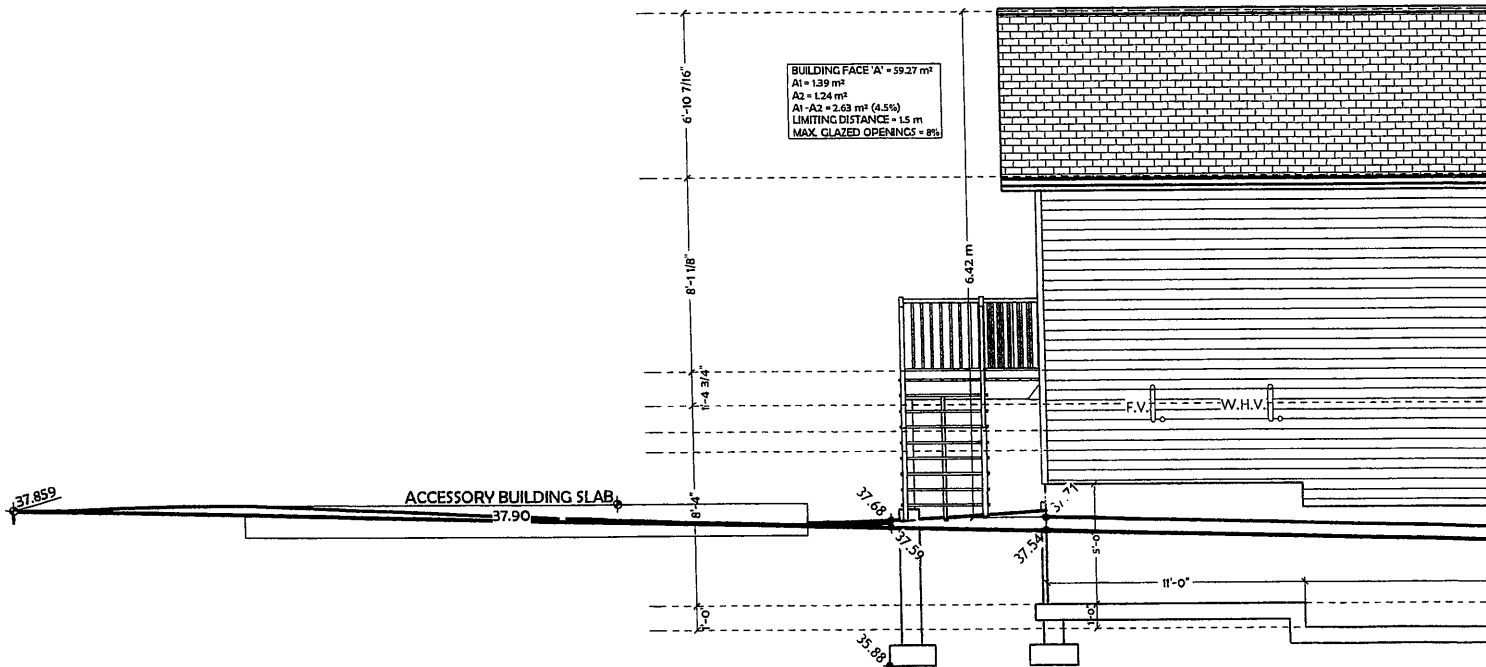 6'-10 7/16"
BUILDING FACE 'A' = 59.27 m²
A1 = 1.39 m²
A2 = 1.24 m²
A1 -A2 = 2.63 m² (4.5%)
LIMITING DISTANCE = 1.5 m
MAX. GLAZED OPENINGS = 8%
8'-1 1/8"
6.42 m
1'-4 3/4"
F.V.
W.H.V.
37.859
ACCESSORY BUILDING SLAB
37.90
8'-4"
37.68
37.71
37.59
37.54
5'-0"
11'-0"
1'-0"
1'-0"
35.88